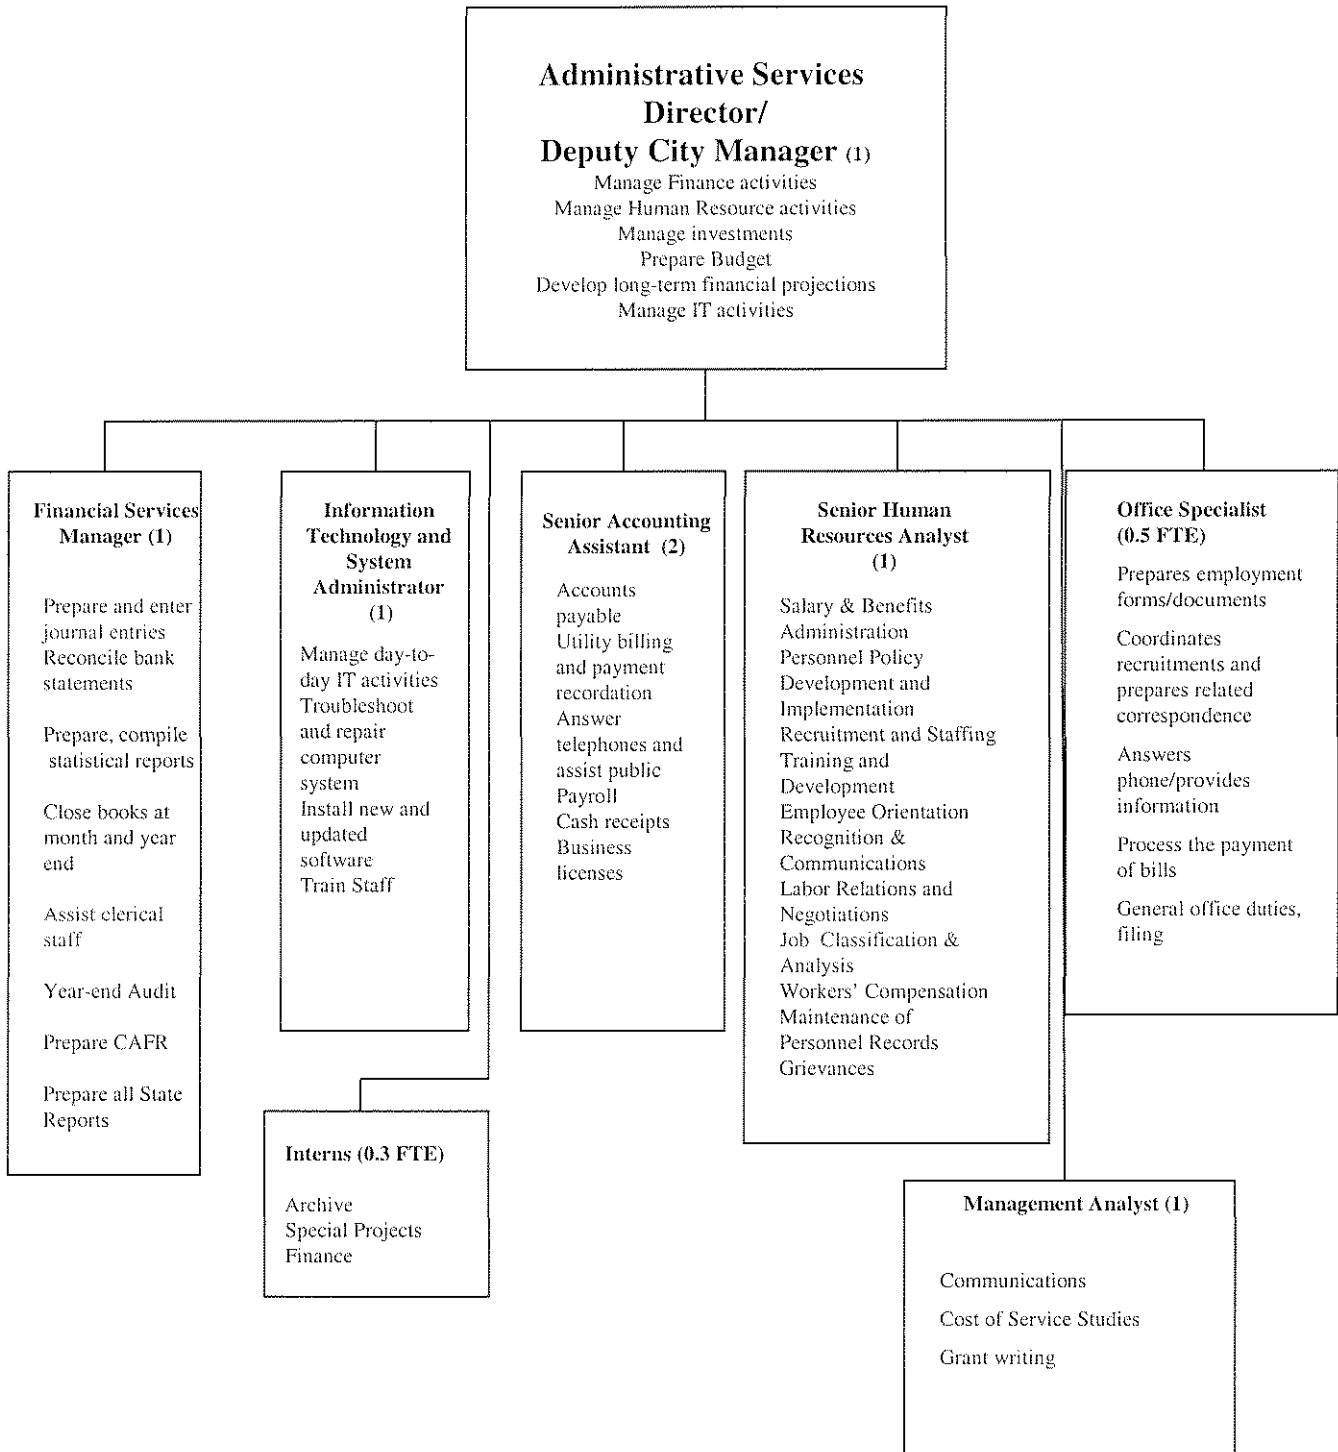 Administrative Services
Director/
Deputy City Manager (1)
Manage Finance activities
Manage Human Resource activities
Manage investments
Prepare Budget
Develop long-term financial projections
Manage IT activities
Financial Services
Manager (1)
Prepare and enter
journal entries
Reconcile bank
statements
Prepare, compile
statistical reports
Close books at
month and year
end
Assist clerical
staff
Year-end Audit
Prepare CAFR
Prepare all State
Reports
Information
Technology and
System
Administrator
(1)
Manage day-to-
day IT activities
Troubleshoot
and repair
computer
system
Install new and
updated
software
Train Staff
Senior Accounting
Assistant (2)
Accounts
payable
Utility billing
and payment
recordation
Answer
telephones and
assist public
Payroll
Cash receipts
Business
licenses
Senior Human
Resources Analyst
(1)
Salary & Benefits
Administration
Personnel Policy
Development and
Implementation
Recruitment and Staffing
Training and
Development
Employee Orientation
Recognition &
Communications
Labor Relations and
Negotiations
Job Classification &
Analysis
Workers' Compensation
Maintenance of
Personnel Records
Grievances
Office Specialist
(0.5 FTE)
Prepares employment
forms/documents
Coordinates
recruitments and
prepares related
correspondence
Answers
phone/provides
information
Process the payment
of bills
General office duties,
filing
Interns (0.3 FTE)
Archive
Special Projects
Finance
Management Analyst (1)
Communications
Cost of Service Studies
Grant writing